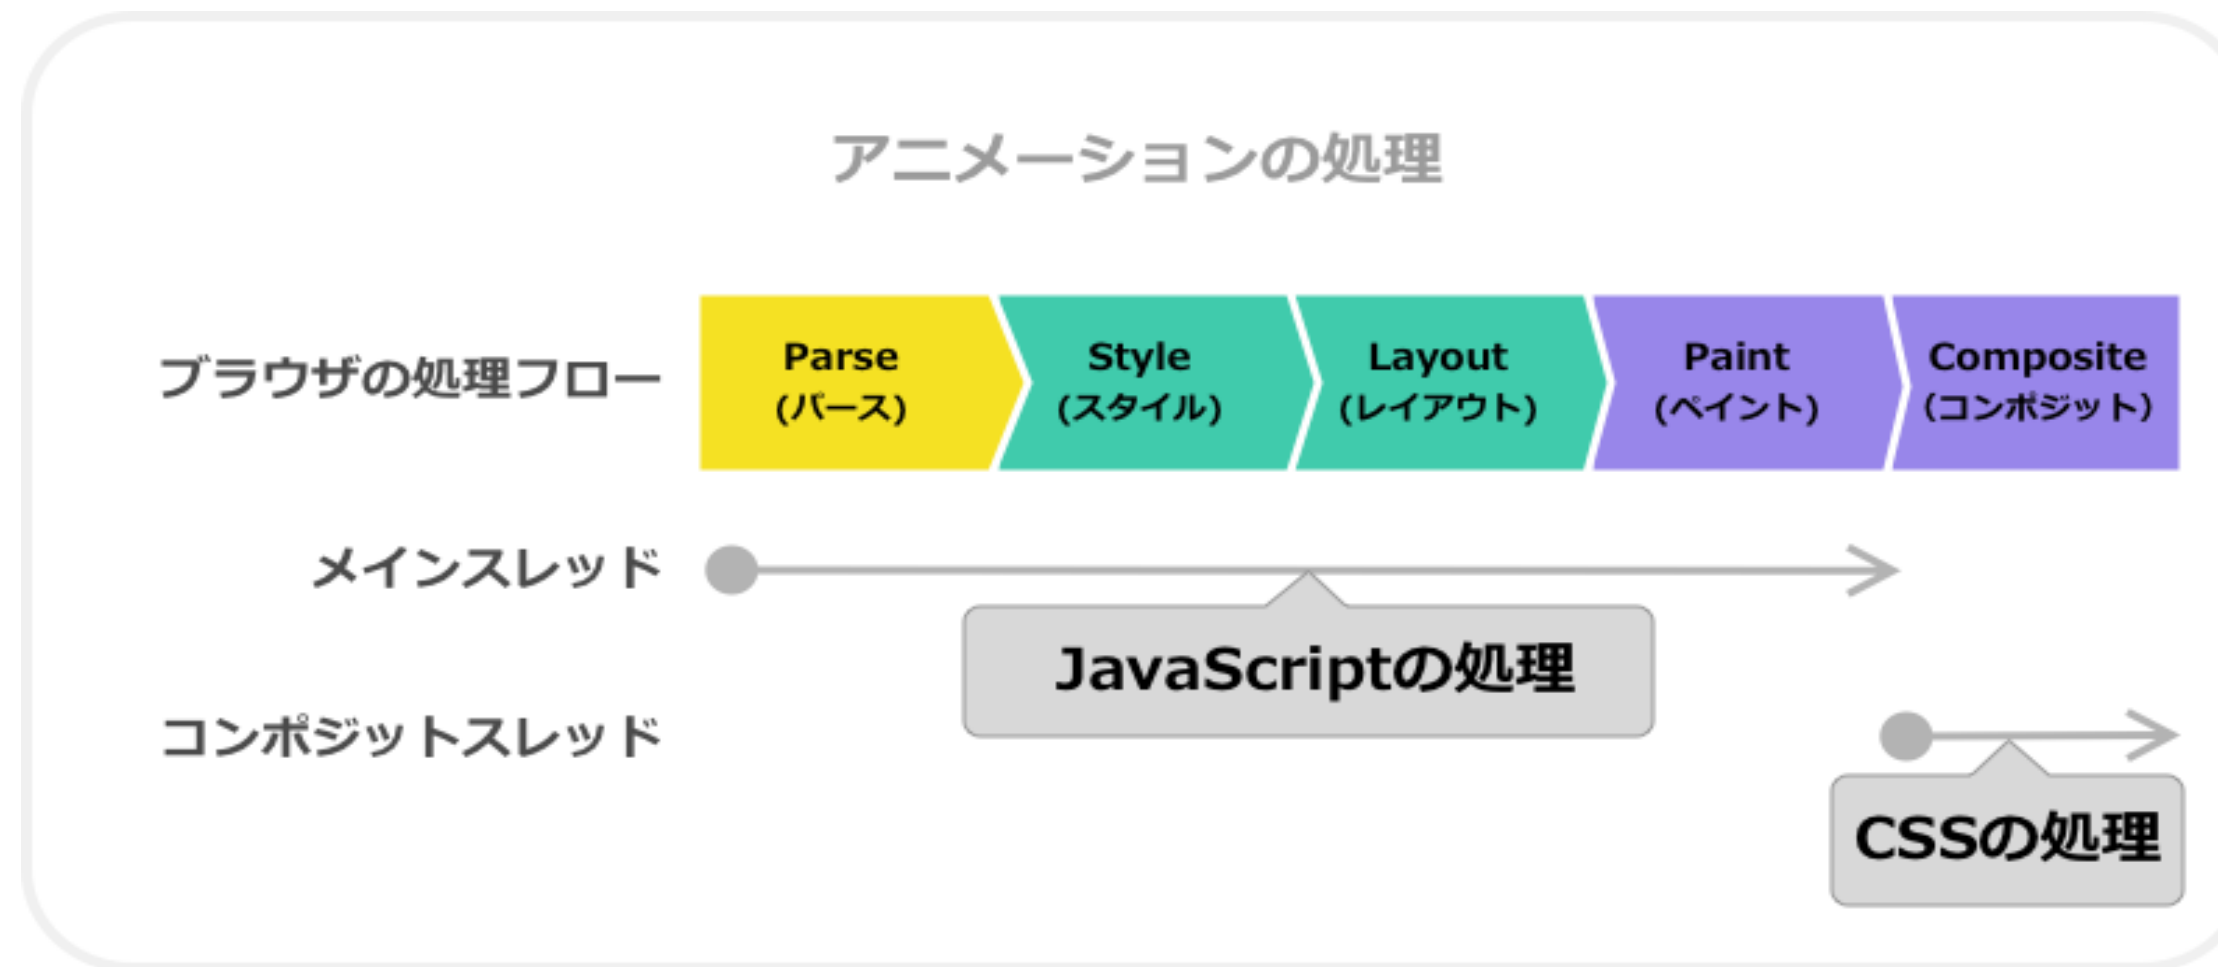 アニメーションの処理
ブラウザの処理フロー
Parse
(パース)
Style
(スタイル)
Layout
(レイアウト)
Paint
(ペイント)
Composite
(コンポジット)
メインスレッド
JavaScriptの処理
コンポジットスレッド
CSSの処理